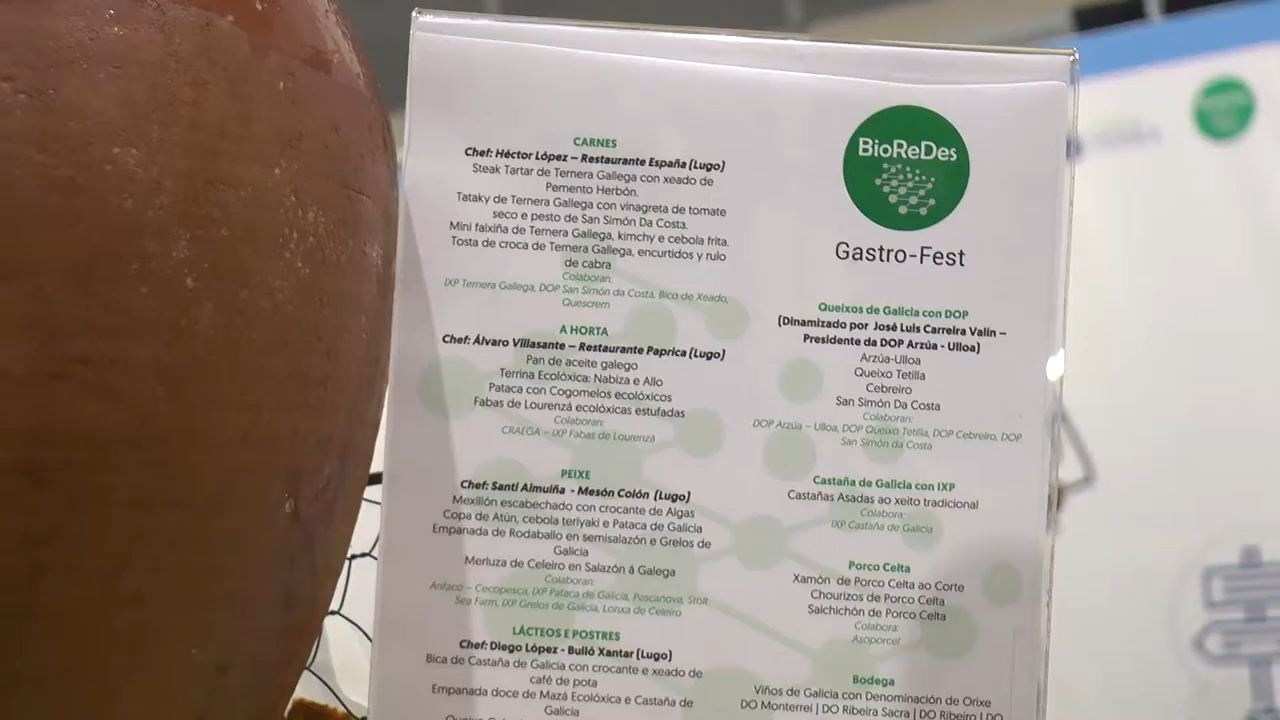 CARNES
Chef: Héctor López – Restaurante España (Lugo)
Steak Tartar de Ternera Gallega con xeado de
Pemento Herbón.
Tataky de Ternera Gallega con vinagreta de tomate
seco e pesto de San Simón Da Costa.
Mini faixiña de Ternera Gallega, kimchy e cebola frita.
Tosta de croca de Ternera Gallega, encurtidos y rulo
de cabra
Colaboran:
IXP Ternera Gallega, DOP San Simón da Costa, Bico de Xeado,
Quescrem
A HORTA
Chef: Álvaro Villasante – Restaurante Paprica (Lugo)
Pan de aceite galego
Terrina Ecolóxica: Nabiza e Allo
Pataca con Cogomelos ecolóxicos
Fabas de Lourenzá ecolóxicas estufadas
Colaboran:
CRAEGA – IXP Fabas de Lourenzá
PEIXE
Chef: Santi Almuiña - Mesón Colón (Lugo)
Mexillón escabechado con crocante de Algas
Copa de Atún, cebola teriyaki e Pataca de Galicia
Empanada de Rodaballo en semisalazón e Grelos de
Galicia
Merluza de Celeiro en Salazón á Galega
Colaboran:
Anfaco – Cecopesca, IXP Pataca de Galicia, Pescanova, Stolt
Sea Farm, IXP Grelos de Galicia, Lonxa de Celeiro
LÁCTEOS E POSTRES
Chef: Diego López - Bulló Xantar (Lugo)
Bica de Castaña de Galicia con crocante e xeado de
café de pota
Empanada doce de Mazá Ecolóxica e Castaña de
Galicia
BioReDes
Gastro-Fest
Queixos de Galicia con DOP
(Dinamizado por José Luis Carreira Valín –
Presidente da DOP Arzúa - Ulloa)
Arzúa-Ulloa
Queixo Tetilla
Cebreiro
San Simón Da Costa
Colaboran:
DOP Arzúa – Ulloa, DOP Queixo Tetilla, DOP Cebreiro, DOP
San Simón da Costa
Castaña de Galicia con IXP
Castañas Asadas ao xeito tradicional
Colabora:
IXP Castaña de Galicia
Porco Celta
Xamón de Porco Celta ao Corte
Chourizos de Porco Celta
Salchichón de Porco Celta
Colabora:
Asoporcel
Bodega
Viños de Galicia con Denominación de Orixe
DO Monterrei | DO Ribeira Sacra | DO Ribeiro | DO